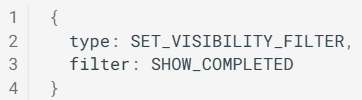 1 {
2   type: SET_VISIBILITY_FILTER,
3   filter: SHOW_COMPLETED
4 }